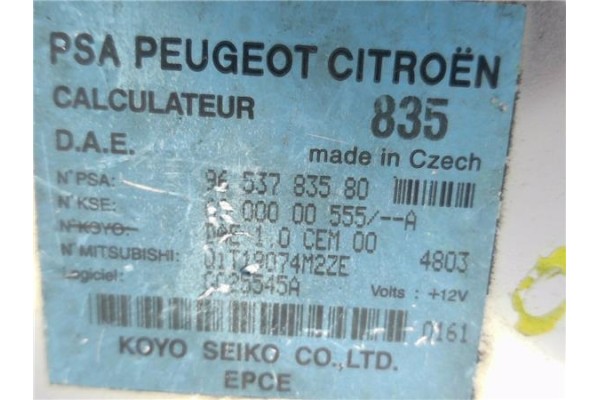 PSA PEUGEOT CITROËN
CALCULATEUR 835
D.A.E. made in Czech
N°PSA: 96 537 835 80
N°KSE: 000 00 555/--A
N°KOYO: DAE 1.0 CEM 00
N°MITSUBISHI: 4803
Logiciel: Volts : +12V
0161
KOYO SEIKO CO.,LTD.
EPCE